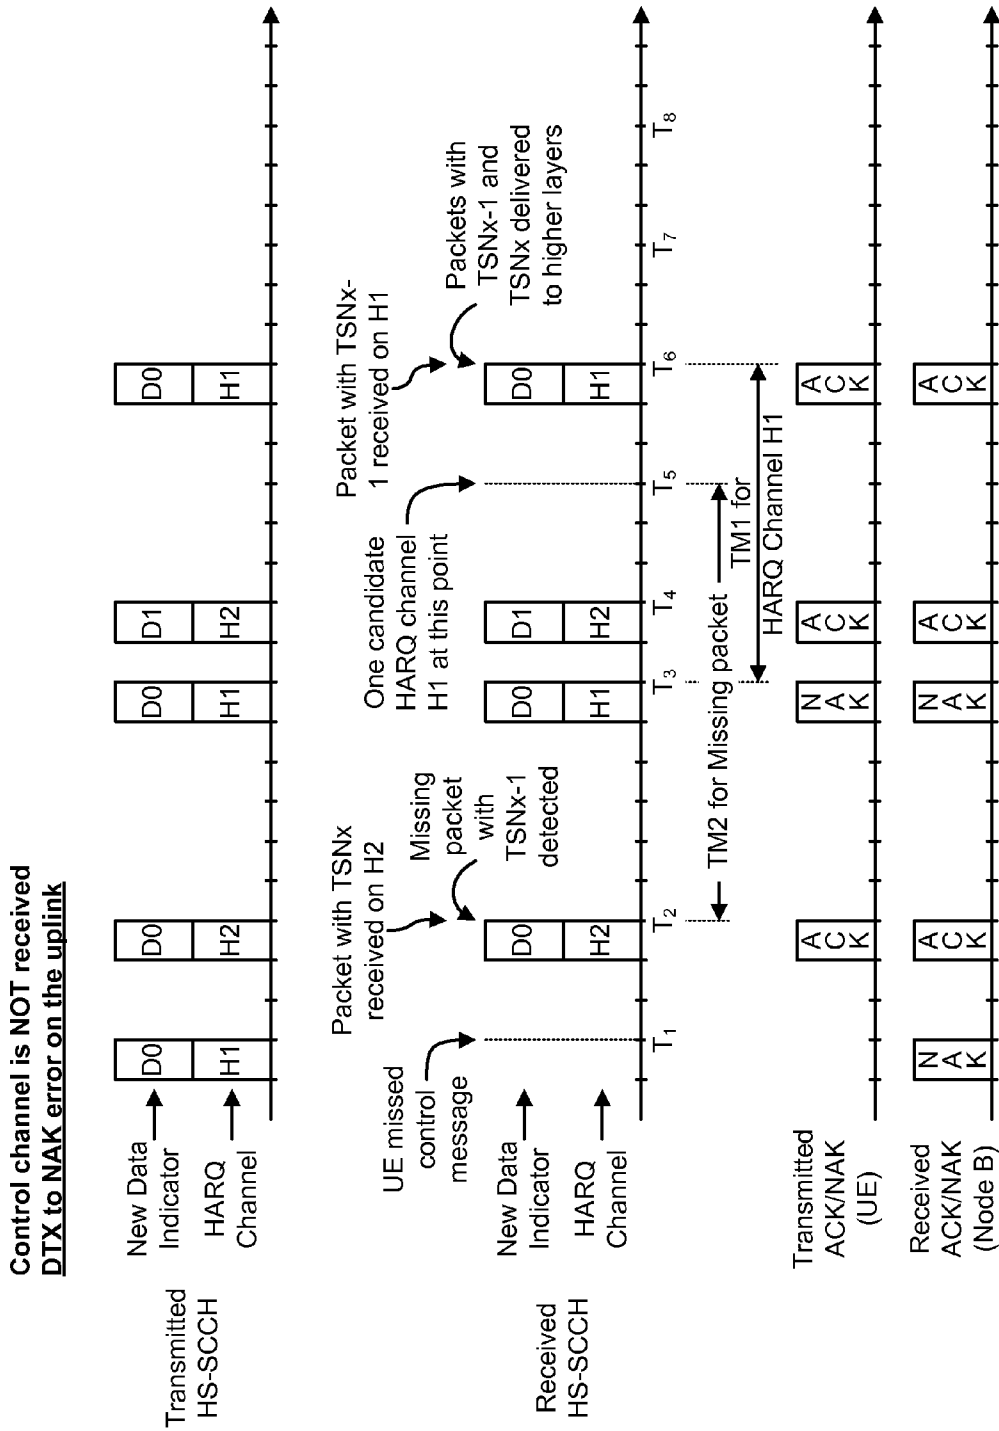 Control channel is NOT received
DTX to NAK error on the uplink
Transmitted
HS-SCCH
New Data
Indicator
HARQ
Channel
D0
H1
D0
H2
D0
H1
D1
H2
D0
H1
UE missed
control
message
Packet with TSNx
received on H2
Missing
packet
with
TSNx-1
detected
One candidate
HARQ channel
H1 at this point
Packet with TSNx-
1 received on H1
Packets with
TSNx-1 and
TSNx delivered
to higher layers
Received
HS-SCCH
New Data
Indicator
HARQ
Channel
D0
H2
D0
H1
D1
H2
D0
H1
T1
T2
T3
T4
T5
T6
T7
T8
TM2 for Missing packet
TM1 for
HARQ Channel H1
Transmitted
ACK/NAK
(UE)
ACK
NAK
ACK
ACK
Received
ACK/NAK
(Node B)
NAK
ACK
NAK
ACK
ACK